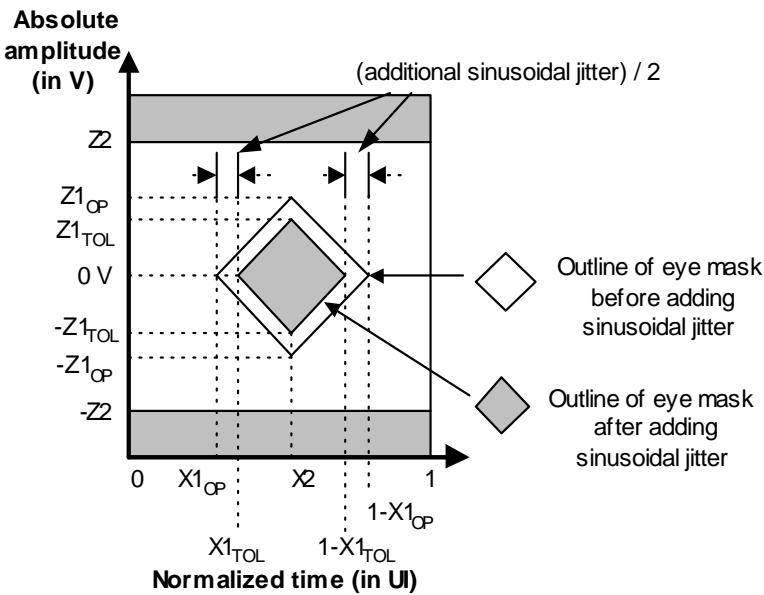 Absolute
amplitude
(in V)
(additional sinusoidal jitter) / 2
Z2
Z1OP
Z1TOL
0 V
-Z1TOL
-Z1OP
-Z2
Outline of eye mask
before adding
sinusoidal jitter
Outline of eye mask
after adding
sinusoidal jitter
0 X1OP X2 1
1-X1OP
X1TOL 1-X1TOL
Normalized time (in UI)